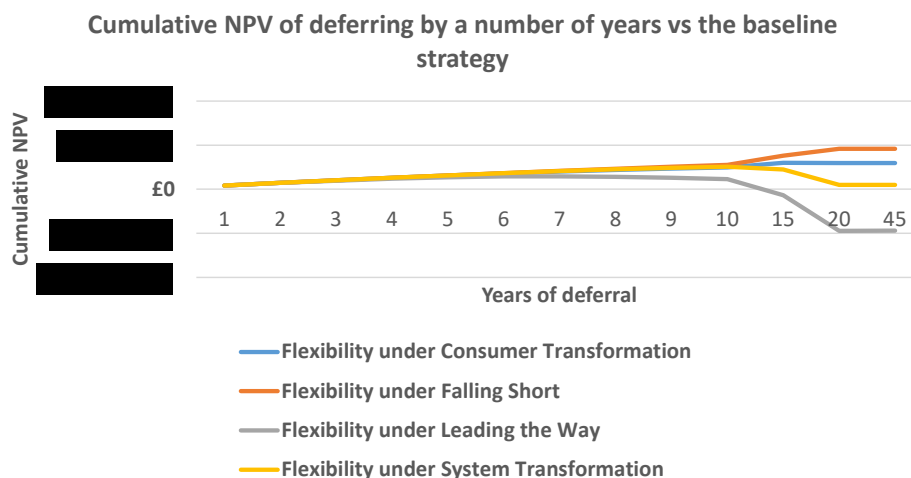 Cumulative NPV of deferring by a number of years vs the baseline
strategy
Cumulative NPV
£0
1 2 3 4 5 6 7 8 9 10 15 20 45
Years of deferral
Flexibility under Consumer Transformation
Flexibility under Falling Short
Flexibility under Leading the Way
Flexibility under System Transformation